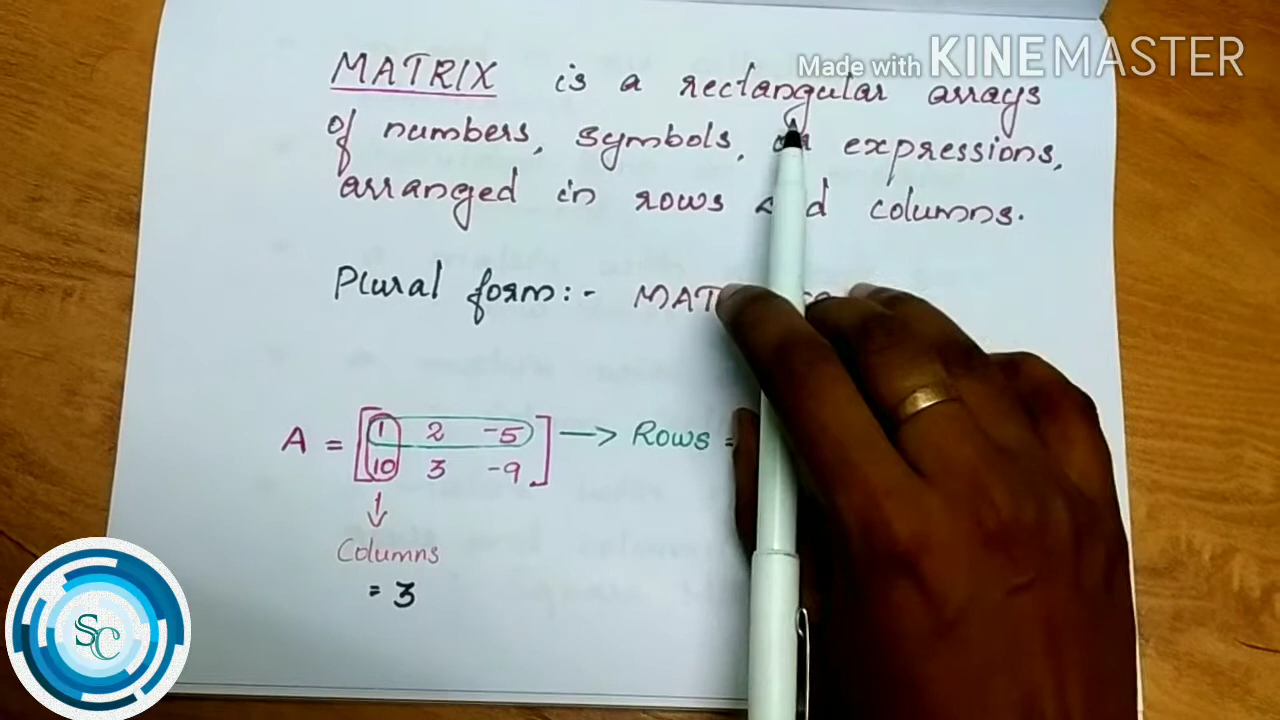 Made with KINEMASTER
MATRIX is a rectangular arrays
of numbers, symbols, expressions,
arranged in rows columns.
Plural form:-
A = [1 2 -5] → Rows =
[10 3 -9]
↓
Columns
= 3
SC